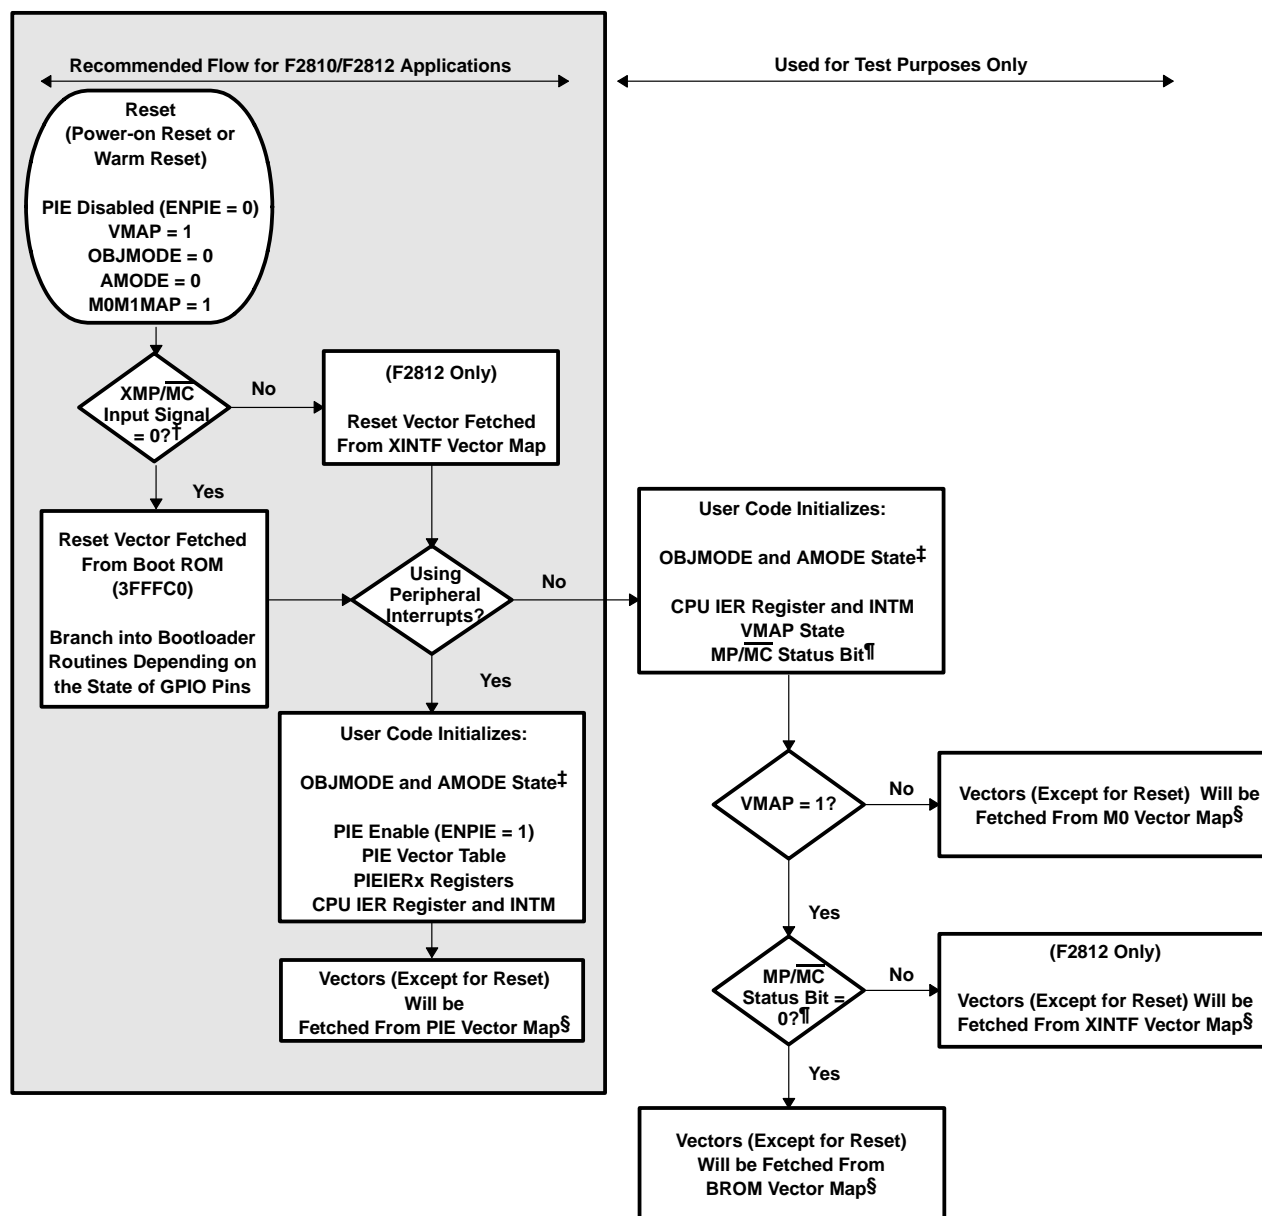 Recommended Flow for F2810/F2812 Applications
Used for Test Purposes Only
Reset
(Power-on Reset or
Warm Reset)
PIE Disabled (ENPIE = 0)
VMAP = 1
OBJMODE = 0
AMODE = 0
M0M1MAP = 1
XMP/M̅C̅
Input Signal
= 0?†
No
(F2812 Only)
Reset Vector Fetched
From XINTF Vector Map
Yes
Reset Vector Fetched
From Boot ROM
(3FFFC0)
Branch into Bootloader
Routines Depending on
the State of GPIO Pins
Using
Peripheral
Interrupts?
No
User Code Initializes:
OBJMODE and AMODE State‡
CPU IER Register and INTM
VMAP State
MP/M̅C̅ Status Bit¶
Yes
User Code Initializes:
OBJMODE and AMODE State‡
PIE Enable (ENPIE = 1)
PIE Vector Table
PIEIERx Registers
CPU IER Register and INTM
Vectors (Except for Reset)
Will be
Fetched From PIE Vector Map§
VMAP = 1?
No
Vectors (Except for Reset) Will be
Fetched From M0 Vector Map§
Yes
MP/M̅C̅
Status Bit =
0?¶
No
(F2812 Only)
Vectors (Except for Reset) Will be
Fetched From XINTF Vector Map§
Yes
Vectors (Except for Reset)
Will be Fetched From
BROM Vector Map§